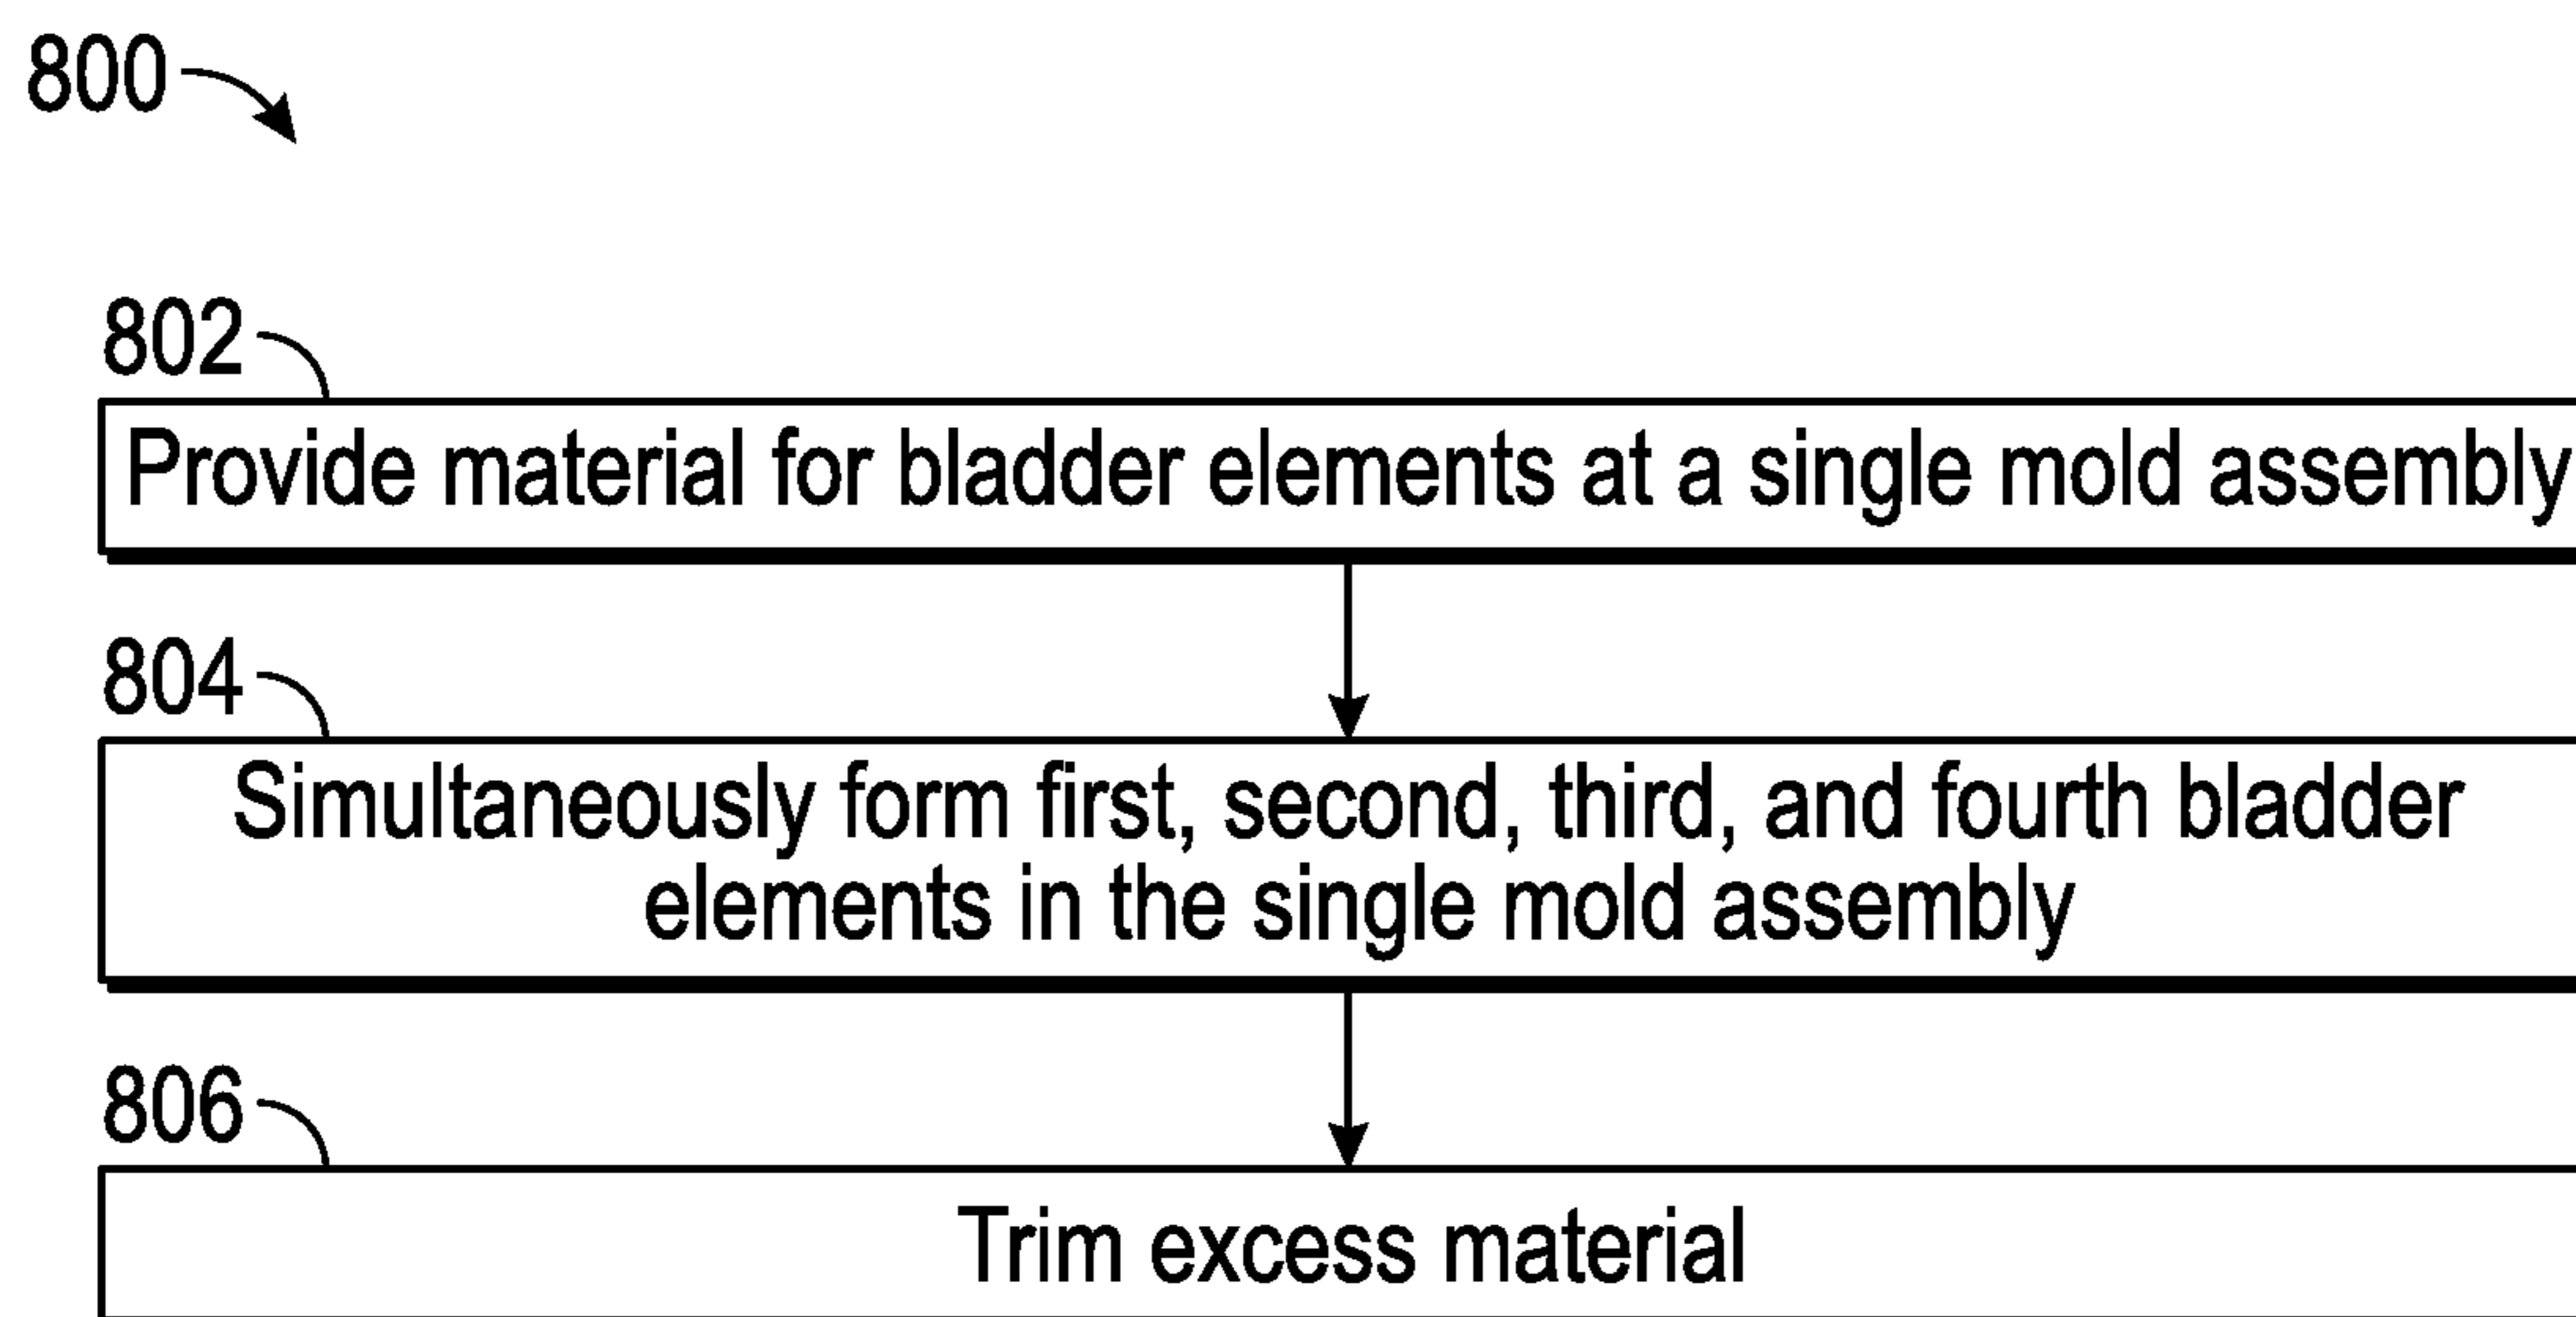 800
802
Provide material for bladder elements at a single mold assembly
804
Simultaneously form first, second, third, and fourth bladder
elements in the single mold assembly
806
Trim excess material